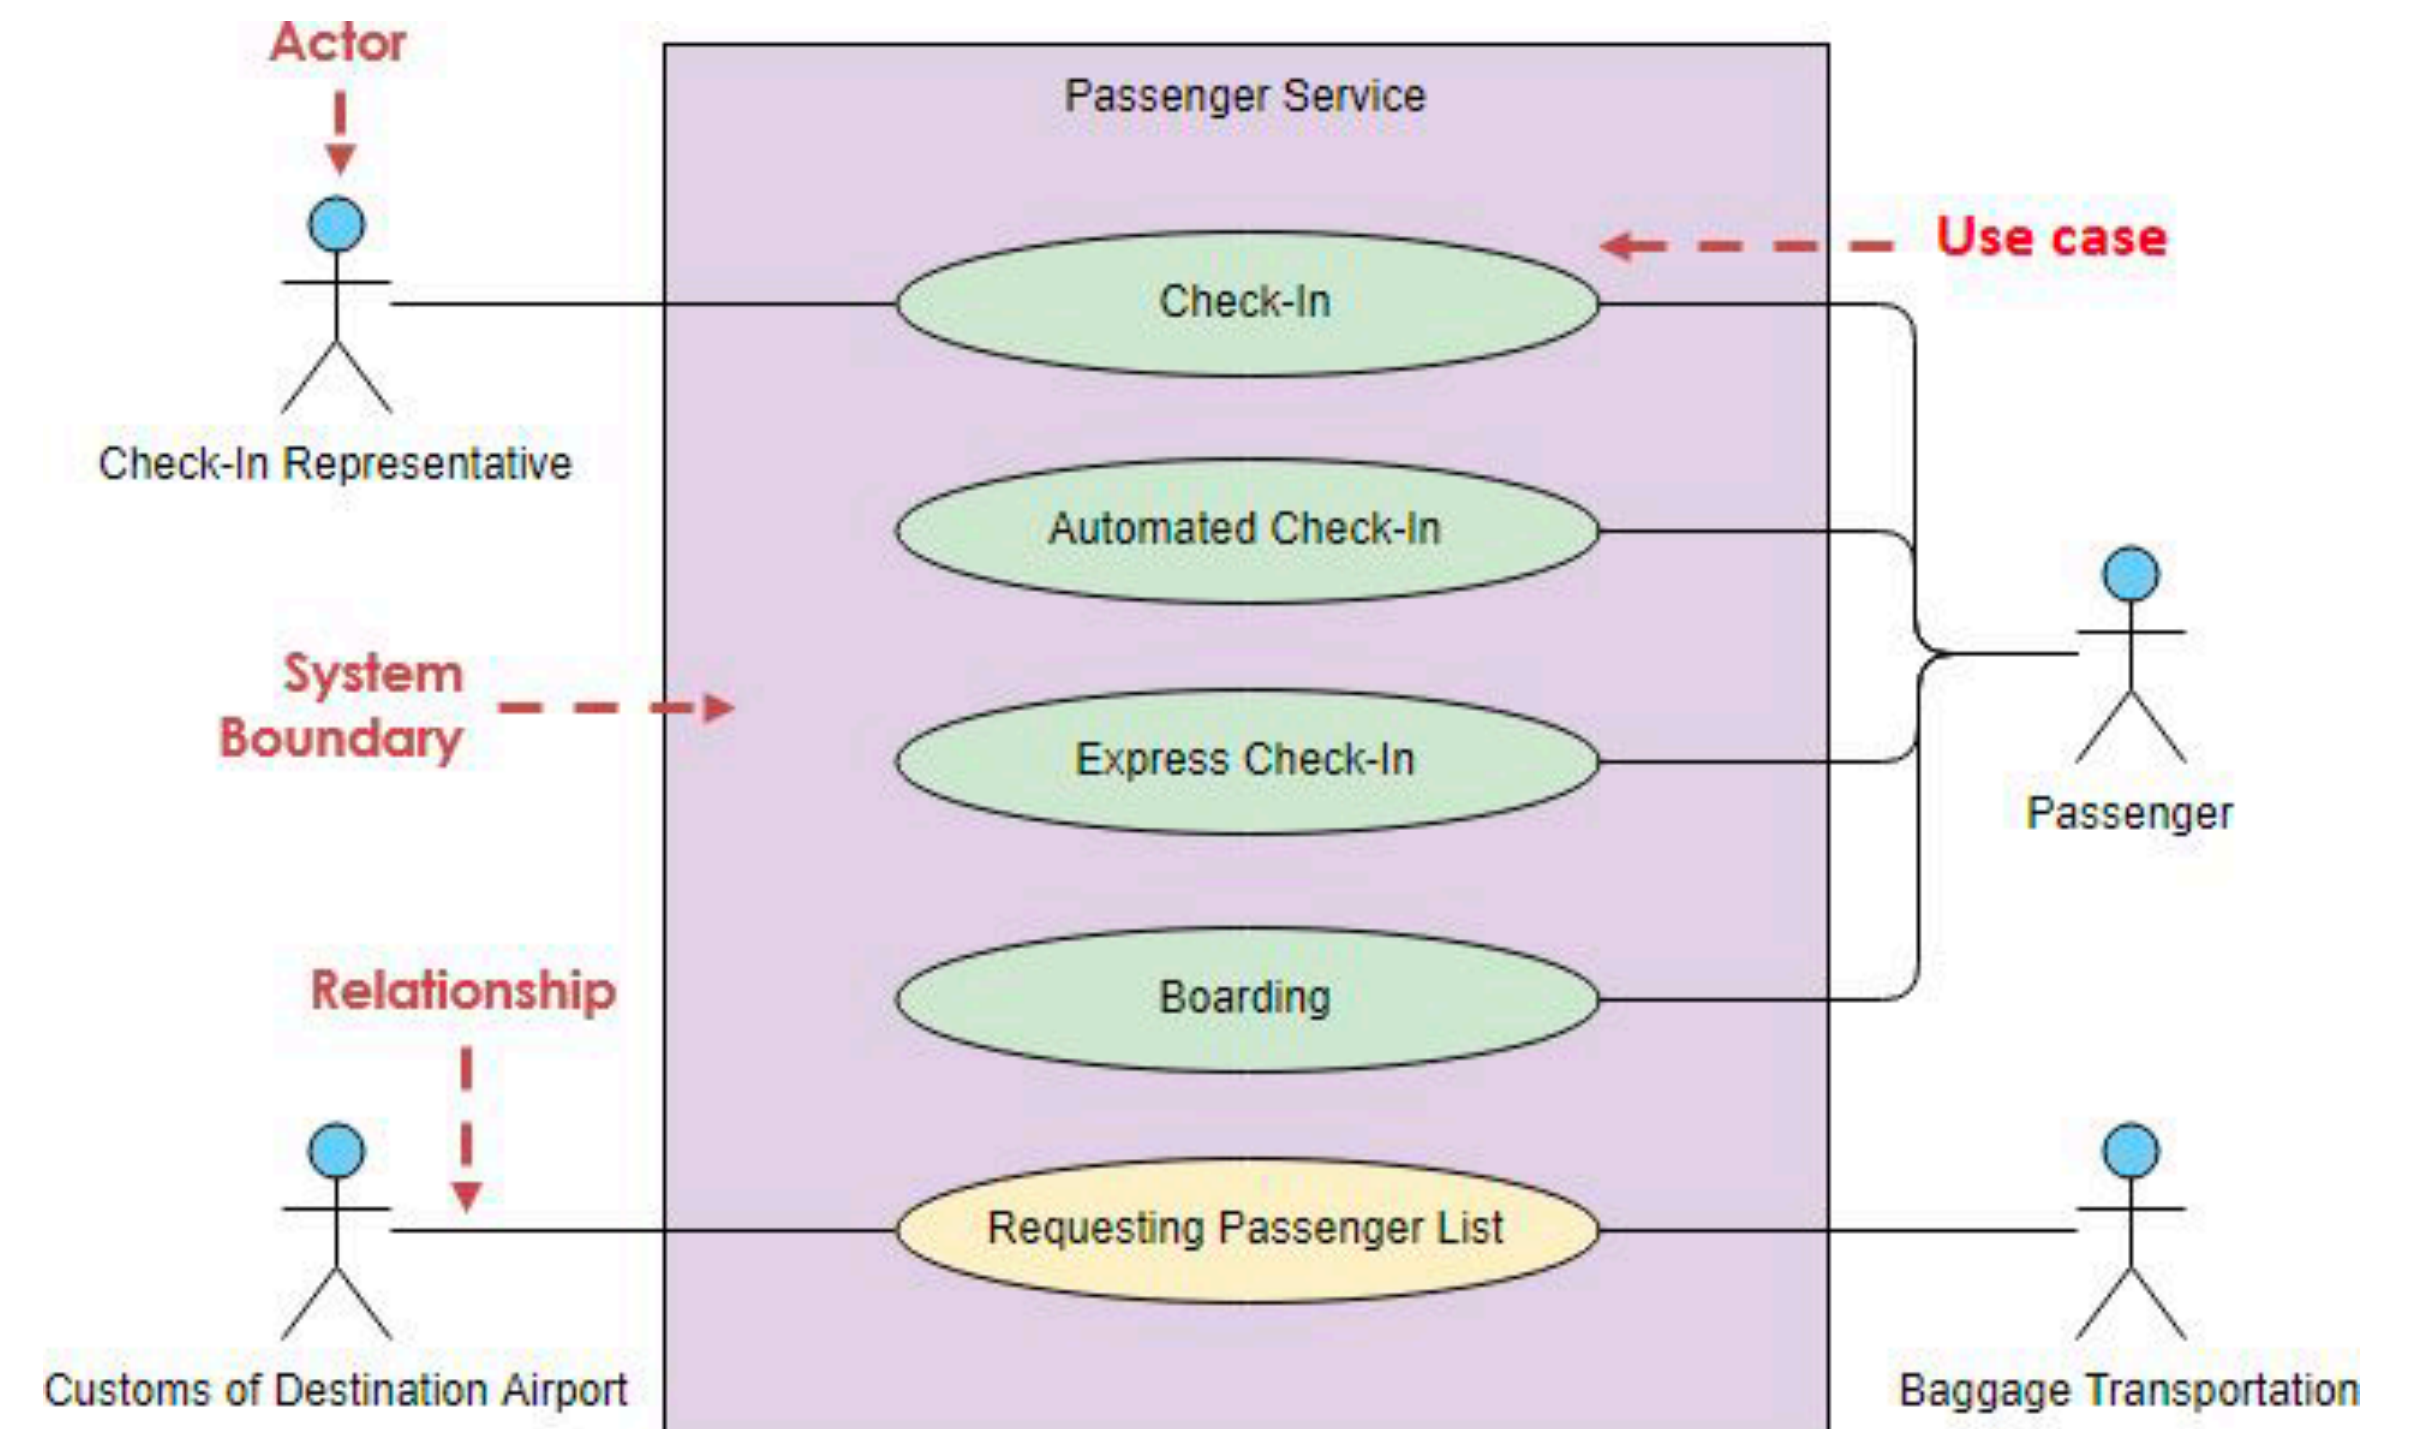 Actor
Passenger Service
Use case
Check-In
Check-In Representative
Automated Check-In
System
Boundary
Express Check-In
Passenger
Relationship
Boarding
Requesting Passenger List
Customs of Destination Airport
Baggage Transportation